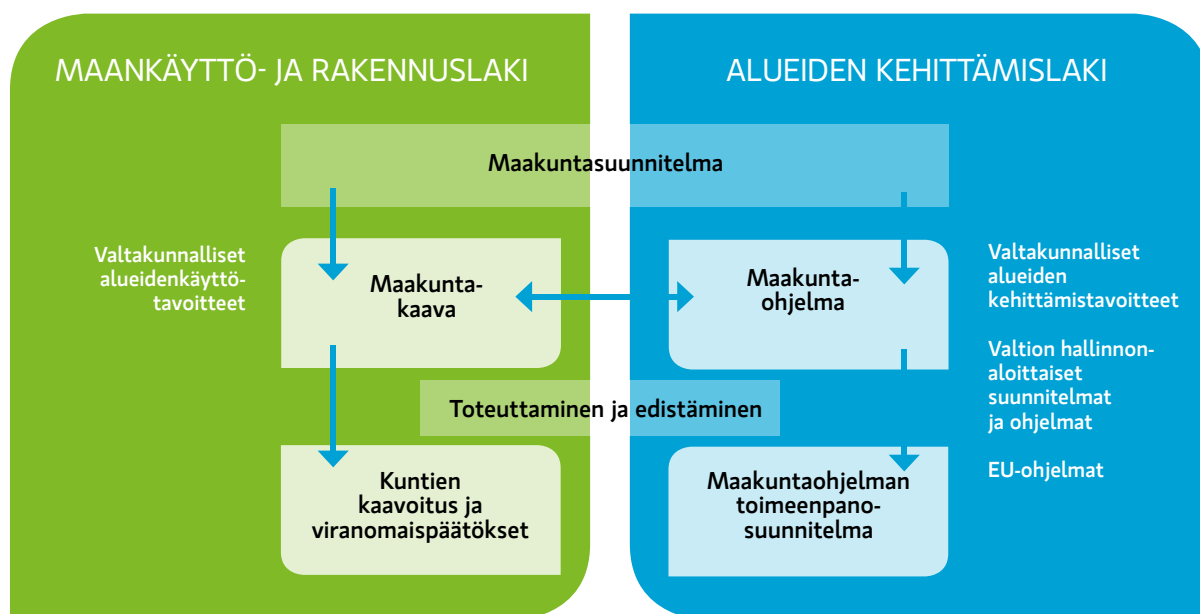 MAANKÄYTTÖ- JA RAKENNUSLAKI
ALUEIDEN KEHITTÄMISLAKI
Maakuntasuunnitelma
Valtakunnalliset
alueidenkäyttö-
tavoitteet
Maakunta-
kaava
Maakunta-
ohjelma
Valtakunnalliset
alueiden
kehittämistavoitteet
Valtion hallinnon-
aloittaiset
suunnitelmat
ja ohjelmat
EU-ohjelmat
Toteuttaminen ja edistäminen
Kuntien
kaavoitus ja
viranomaispäätökset
Maakuntaohjelman
toimeenpano-
suunnitelma